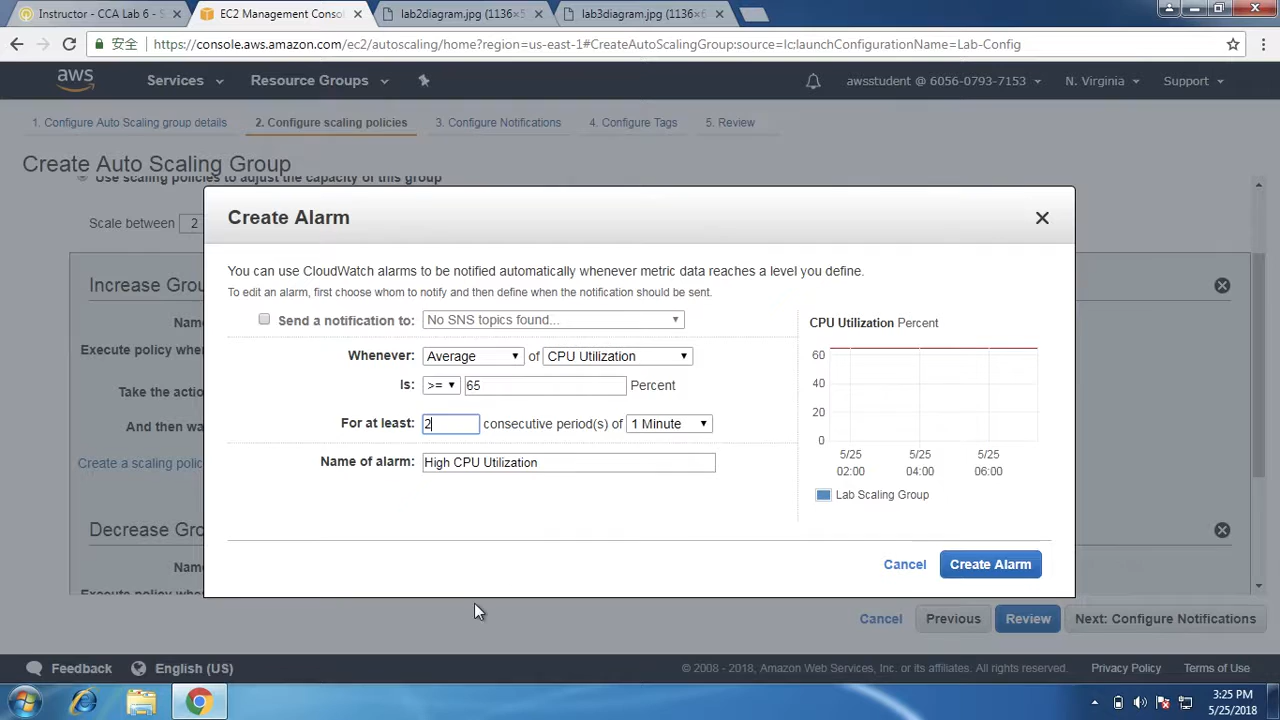 Instructor - CCA Lab 6 -
EC2 Management Conso
lab2diagram.jpg (1136×5
lab3diagram.jpg (1136×6
安全
https://console.aws.amazon.com/ec2/autoscaling/home?region=us-east-1#CreateAutoScalingGroup:source=lc;launchConfigurationName=Lab-Config
aws
Services
Resource Groups
awsstudent @ 6056-0793-7153
N. Virginia
Support
1. Configure Auto Scaling group details
2. Configure scaling policies
3. Configure Notifications
4. Configure Tags
5. Review
Create Auto Scaling Group
Use scaling policies to adjust the capacity of this group
Scale between 2
Increase Grou
Name
Execute policy when
Take the action
And then wa
Create a scaling polic
Decrease Gro
Name
Execute policy when
Create Alarm
You can use CloudWatch alarms to be notified automatically whenever metric data reaches a level you define.
To edit an alarm, first choose whom to notify and then define when the notification should be sent.
Send a notification to: No SNS topics found...
Whenever: Average of CPU Utilization
Is: >= 65 Percent
For at least: 2 consecutive period(s) of 1 Minute
Name of alarm: High CPU Utilization
CPU Utilization Percent
60
40
20
0
5/25 5/25 5/25
02:00 04:00 06:00
Lab Scaling Group
Cancel
Create Alarm
Cancel
Previous
Review
Next: Configure Notifications
Feedback
English (US)
© 2008 - 2018, Amazon Web Services, Inc. or its affiliates. All rights reserved.
Privacy Policy
Terms of Use
3:25 PM
5/25/2018